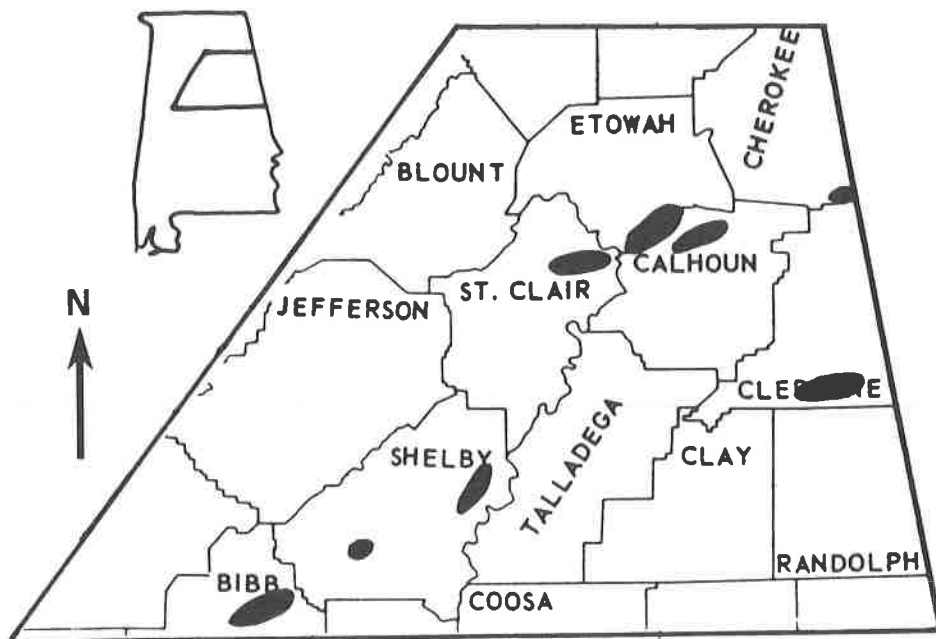 CHEROKEE
ETOWAH
BLOUNT
CALHOUN
ST. CLAIR
JEFFERSON
N
TALLADEGA
SHELBY
CLAY
RANDOLPH
BIBB
COOSA